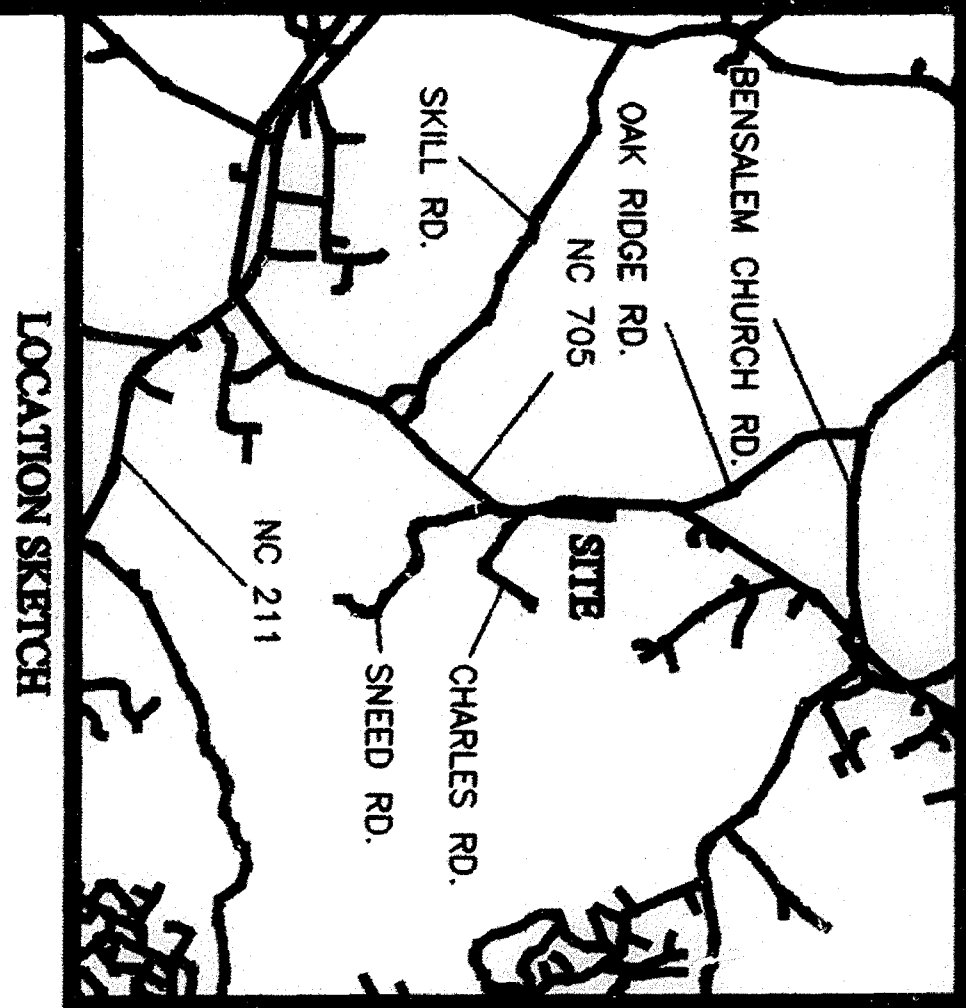 BENSALEM CHURCH RD.
OAK RIDGE RD.
NC 705
SKILL RD.
SITE
CHARLES RD.
SNEED RD.
NC 211
LOCATION SKETCH